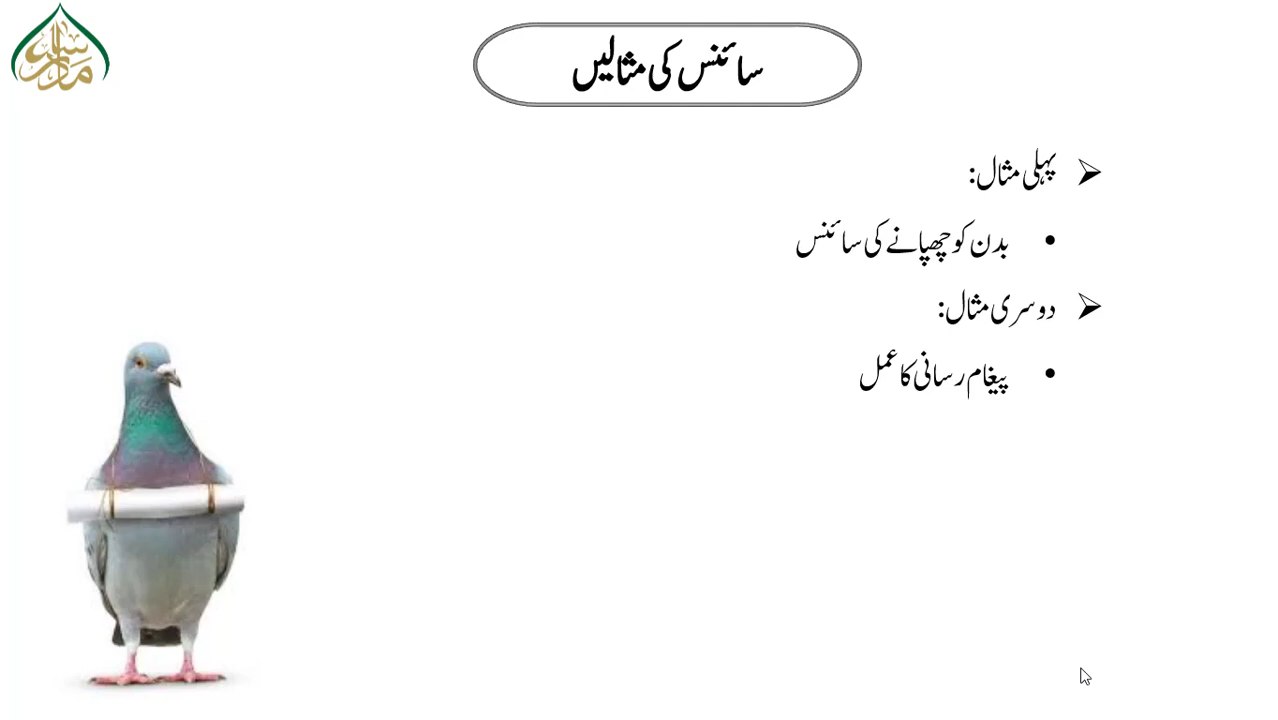 سائنس کی مثالیں
پہلی مثال:
بدن کو چھپانے کی سائنس
دوسری مثال:
پیغام رسانی کا عمل